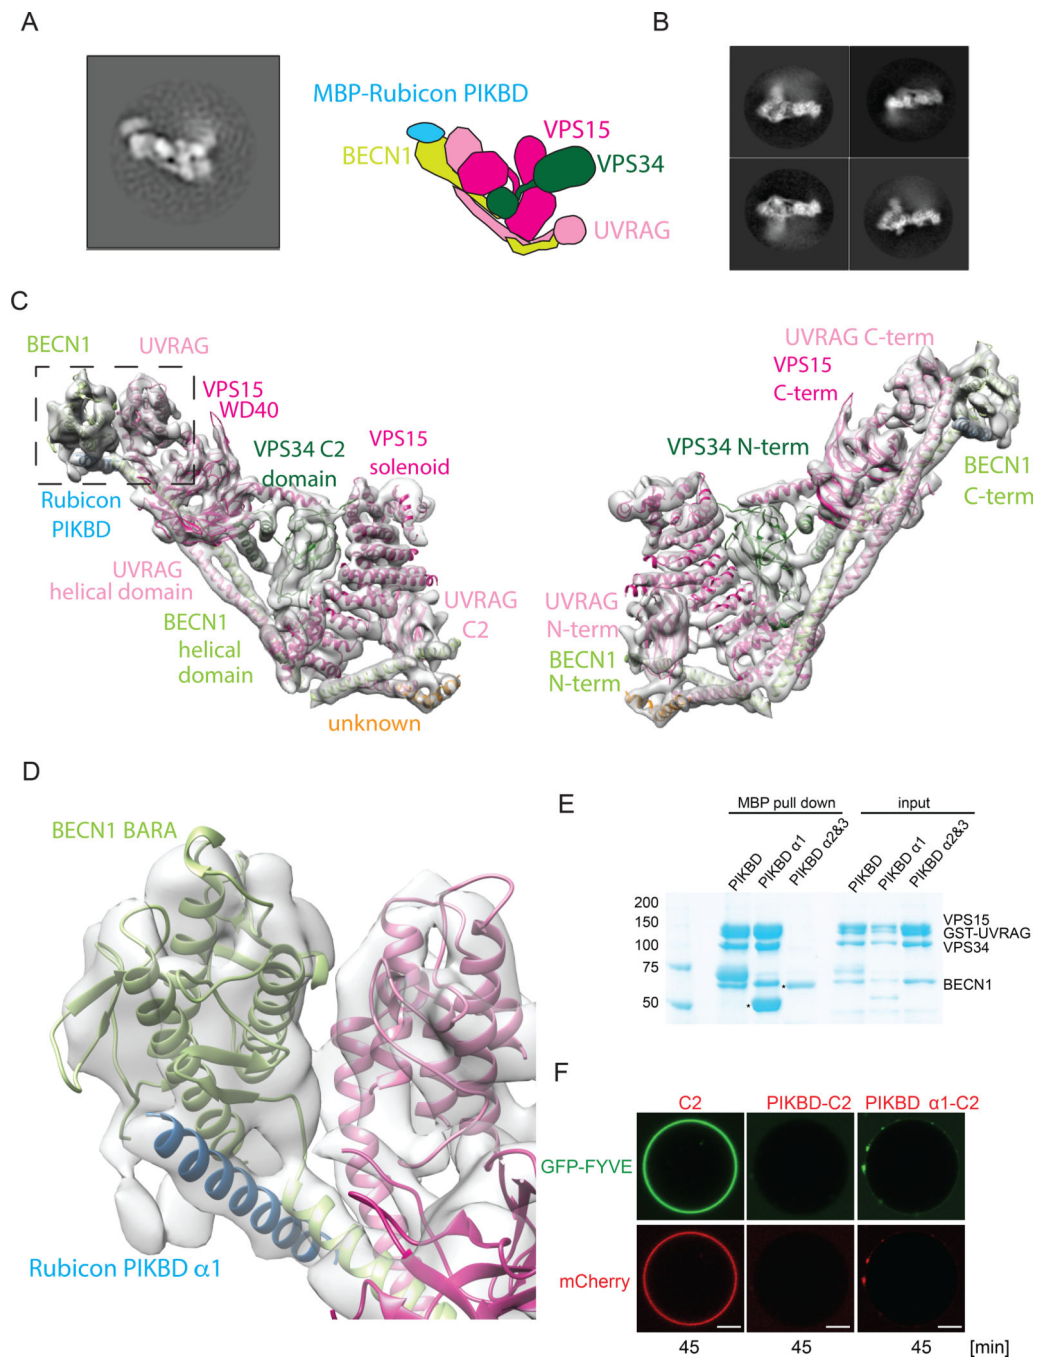 A
B
MBP-Rubicon PIKBD
VPS15
BECN1
VPS34
UVRAG
C
BECN1
UVRAG
VPS15
WD40
VPS34 C2
domain
VPS15
solenoid
Rubicon
PIKBD
UVRAG
helical domain
BECN1
helical
domain
UVRAG
C2
unknown
UVRAG C-term
VPS15
C-term
VPS34 N-term
BECN1
C-term
UVRAG
N-term
BECN1
N-term
D
BECN1 BARA
Rubicon PIKBD α1
E
MBP pull down
input
PIKBD
PIKBD α1
PIKBD α2&3
PIKBD
PIKBD α1
PIKBD α2&3
200
150
100
75
50
*
*
VPS15
GST-UVRAG
VPS34
BECN1
F
C2
PIKBD-C2
PIKBD α1-C2
GFP-FYVE
mCherry
45
45
45
[min]